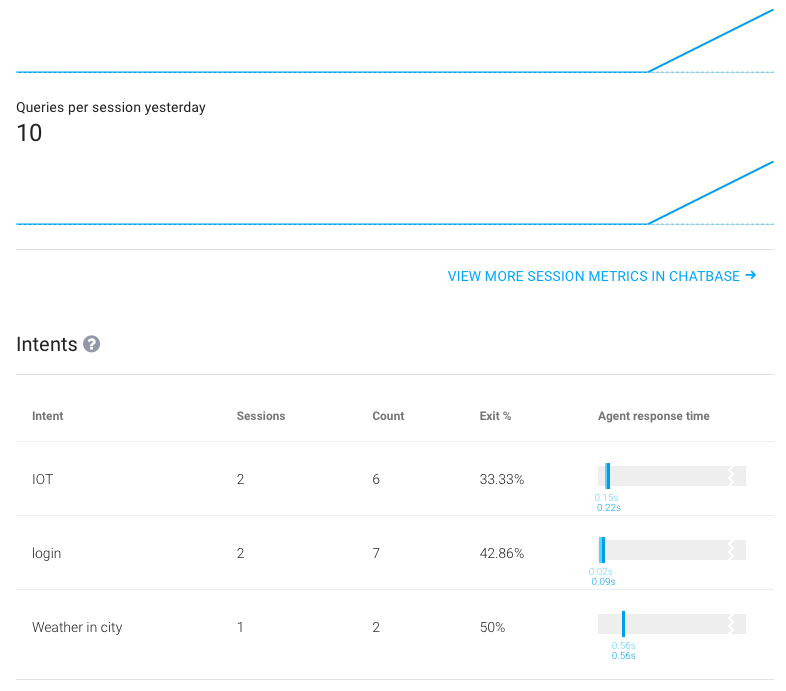 Queries per session yesterday
10
VIEW MORE SESSION METRICS IN CHATBASE →
Intents ?
Intent Sessions Count Exit % Agent response time
IOT 2 6 33.33%
0.15s
0.22s
login 2 7 42.86%
0.02s
0.09s
Weather in city 1 2 50%
0.56s
0.56s